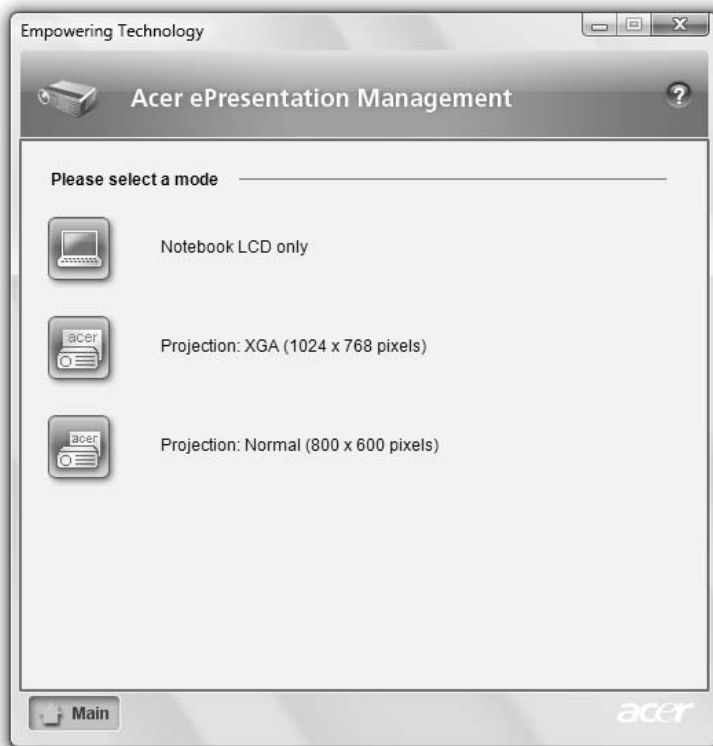 Empowering Technology
Acer ePresentation Management
?
Please select a mode
Notebook LCD only
acer
Projection: XGA (1024 x 768 pixels)
acer
Projection: Normal (800 x 600 pixels)
Main
acer